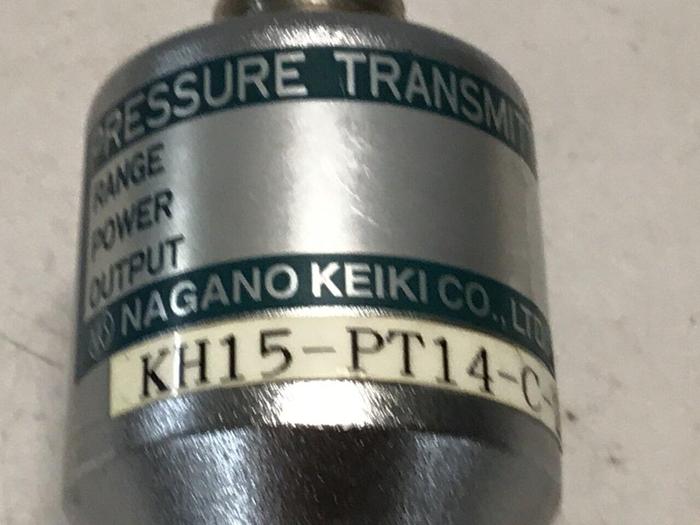 PRESSURE TRANSMIT
RANGE
POWER
OUTPUT
NAGANO KEIKI CO., LTD
KH15-PT14-C-